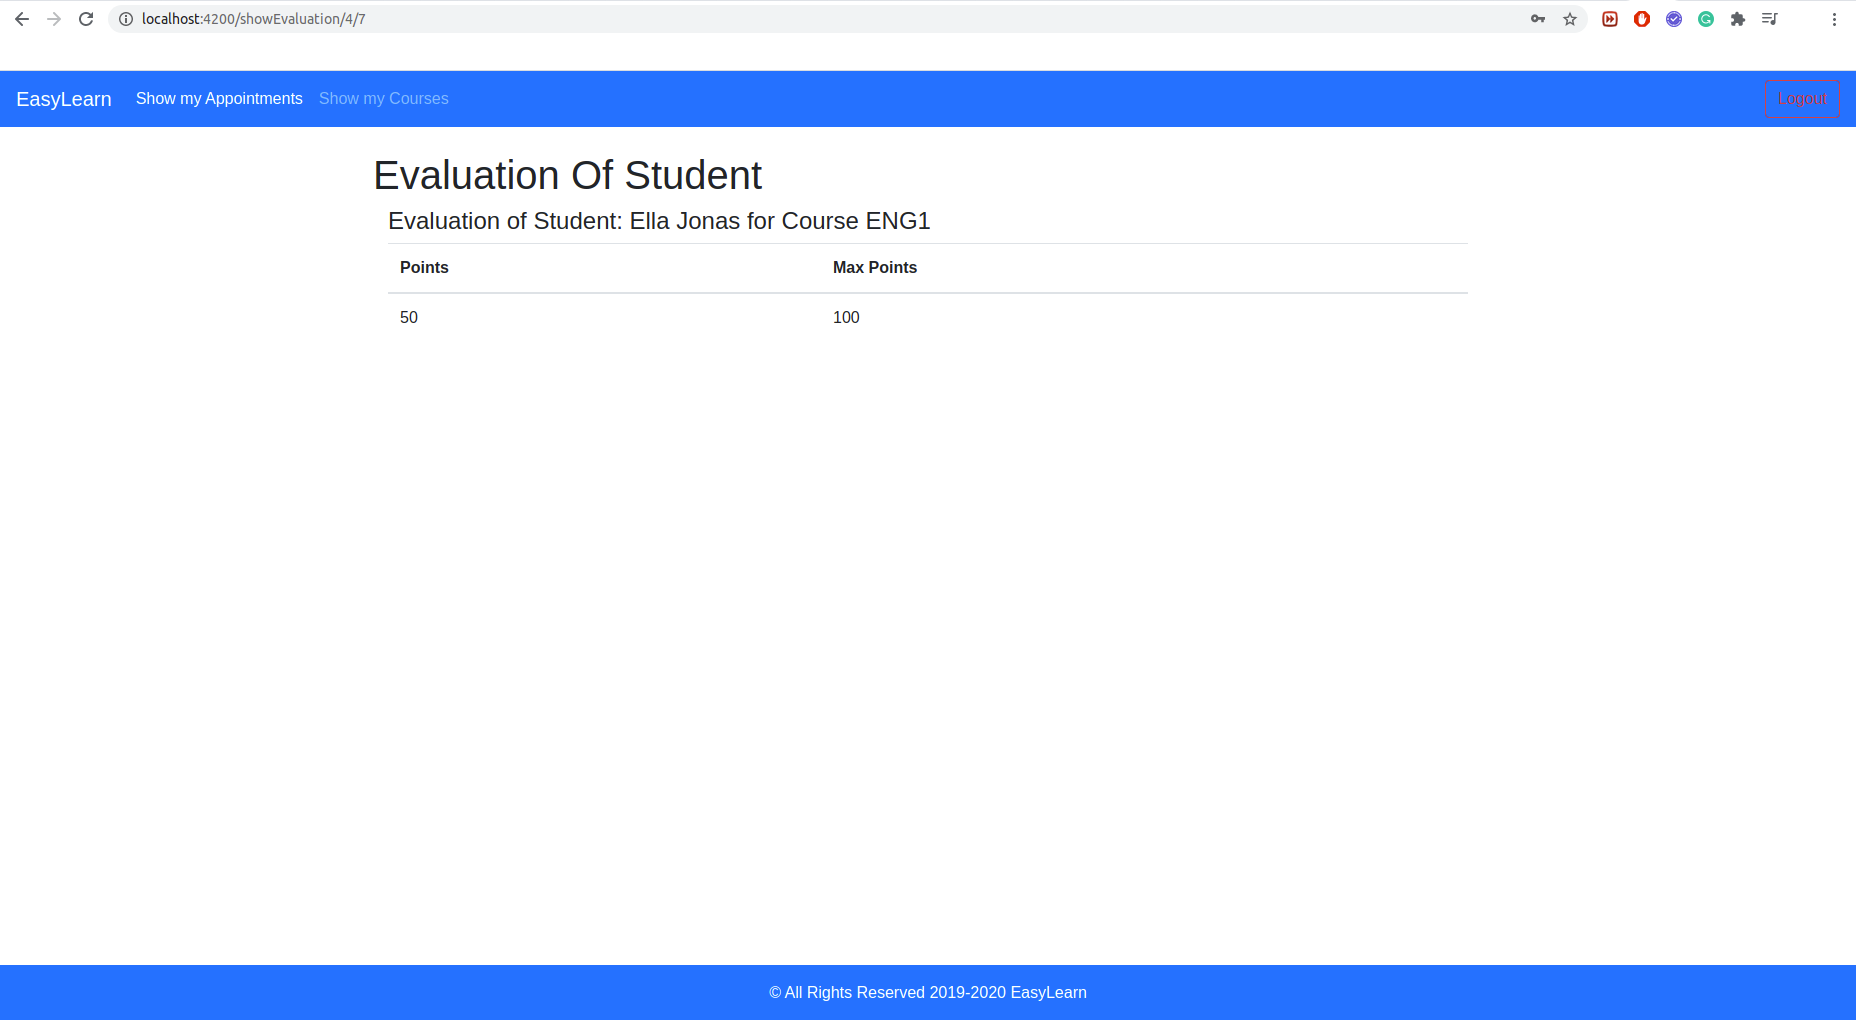 localhost:4200/showEvaluation/4/7
EasyLearn Show my Appointments Show my Courses Logout
Evaluation Of Student
Evaluation of Student: Ella Jonas for Course ENG1
Points Max Points
50 100
© All Rights Reserved 2019-2020 EasyLearn